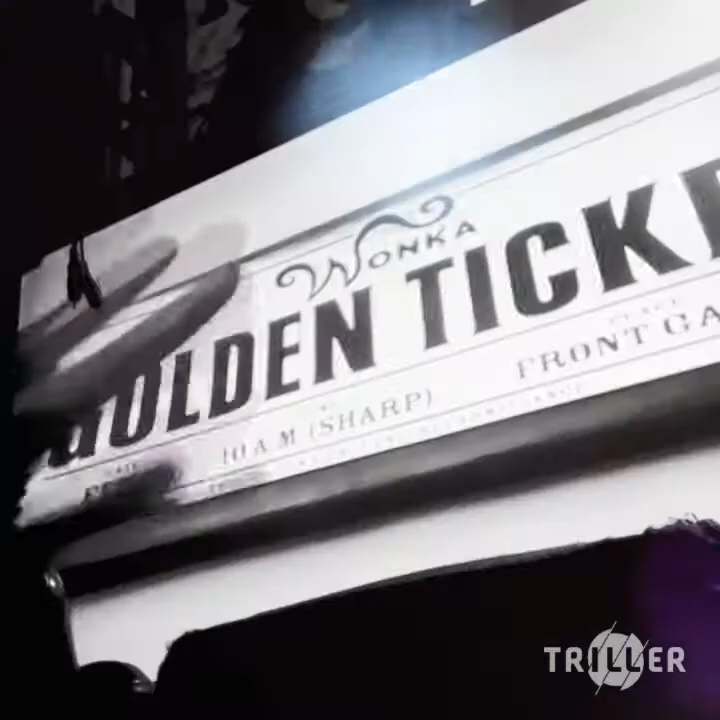 WONKA
GOLDEN TICKE
10 A M (SHARP)
FRONT GA
TRILLER